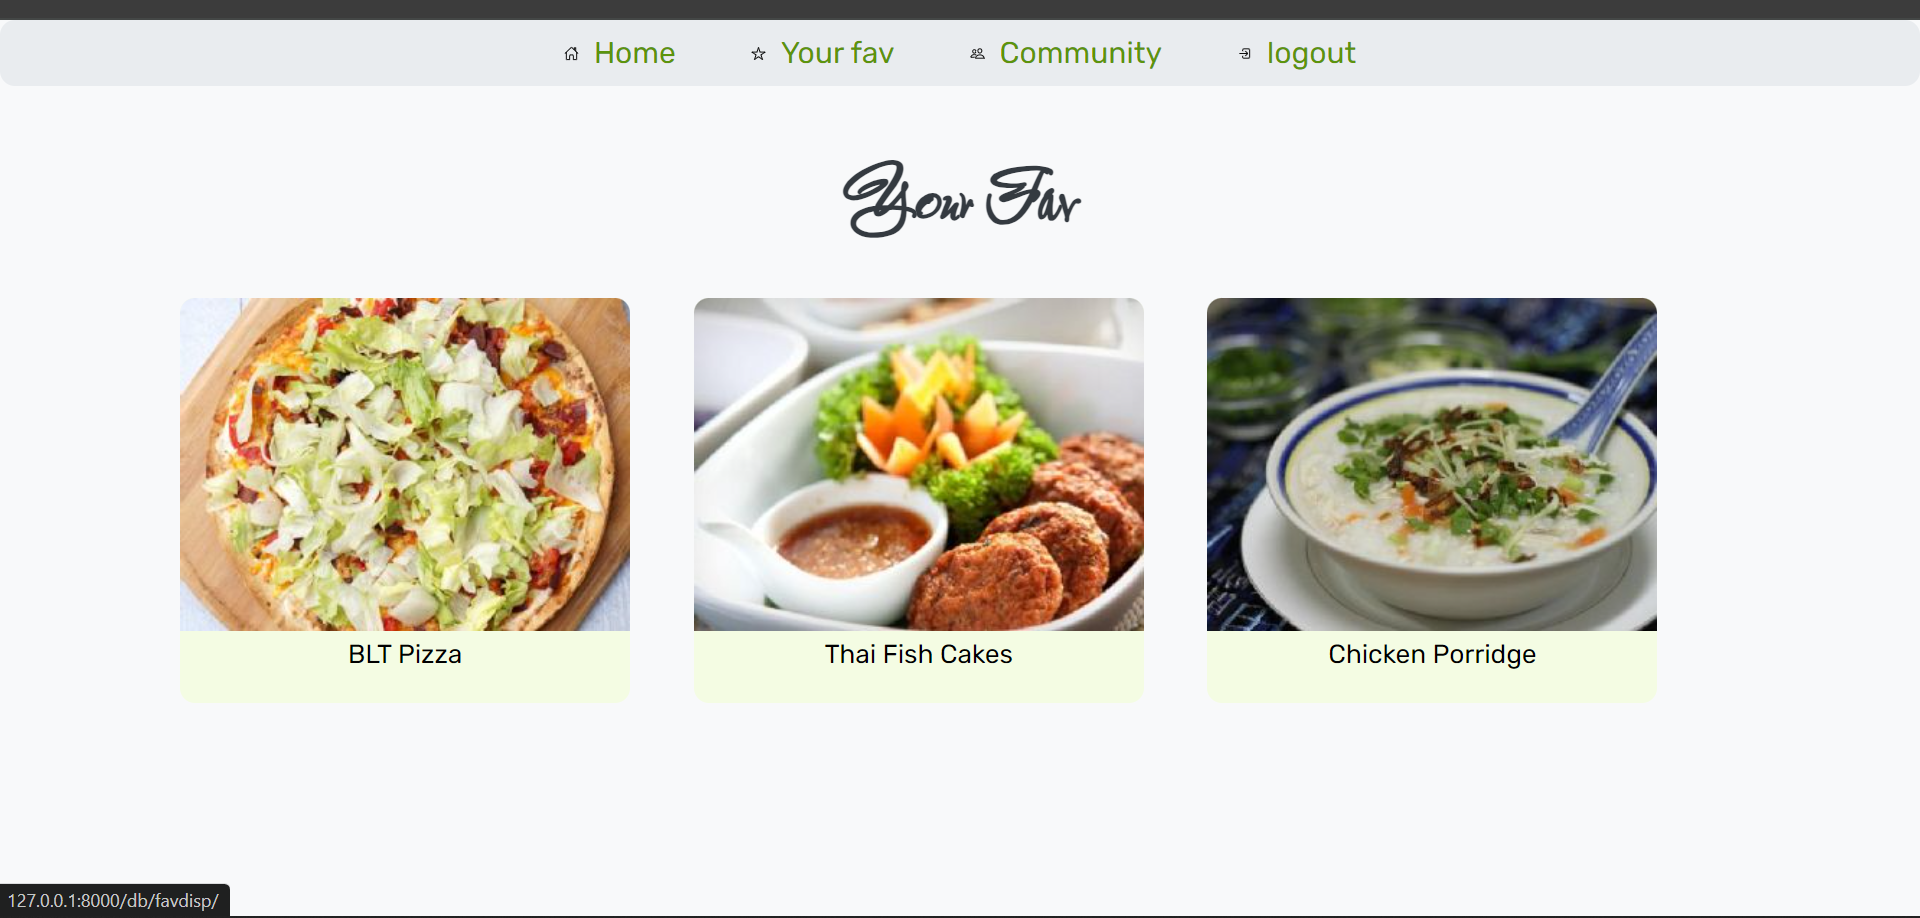 Home Your fav Community logout
Your Fav
BLT Pizza
Thai Fish Cakes
Chicken Porridge
127.0.0.1:8000/db/favdisp/